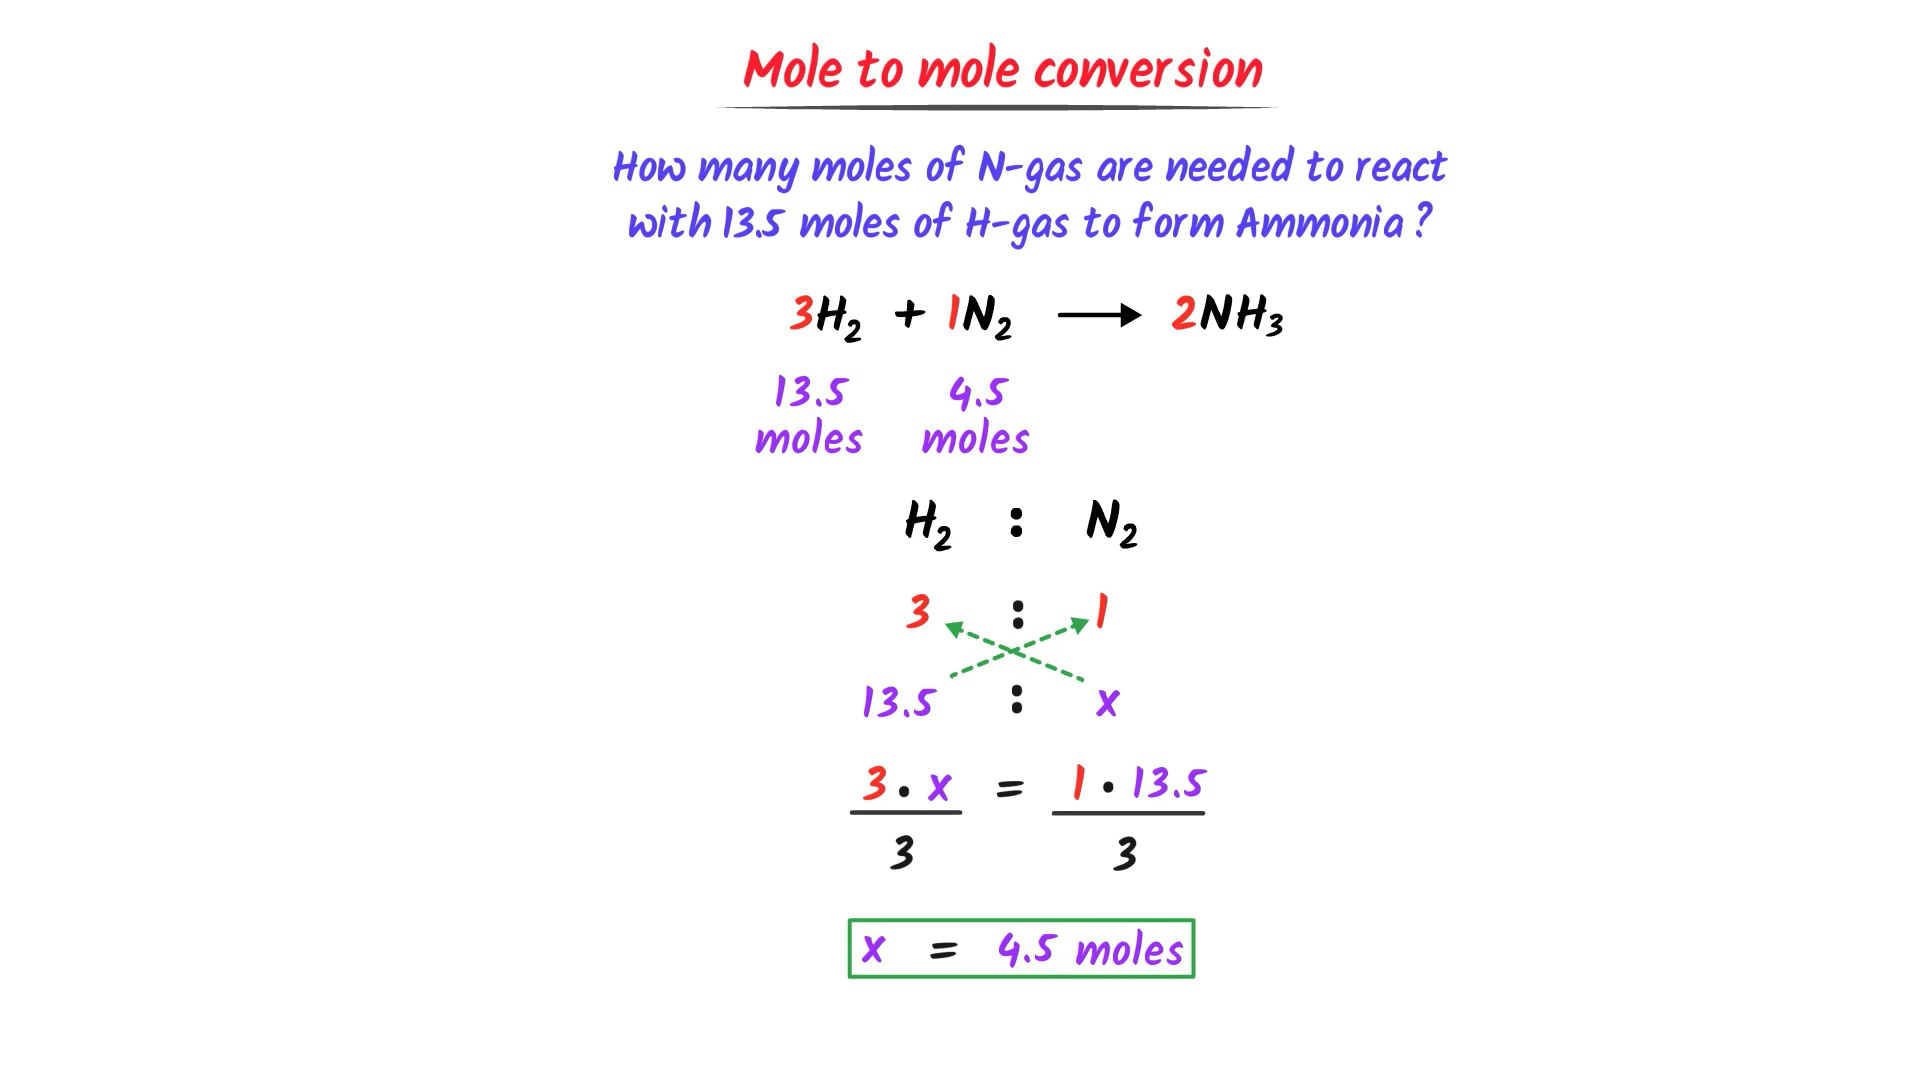 Mole to mole conversion
How many moles of N-gas are needed to react
with 13.5 moles of H-gas to form Ammonia ?
3H₂ + 1N₂ → 2NH₃
13.5 4.5
moles moles
H₂ : N₂
3 : 1
13.5 : x
3 . x = 1 . 13.5
3 3
x = 4.5 moles